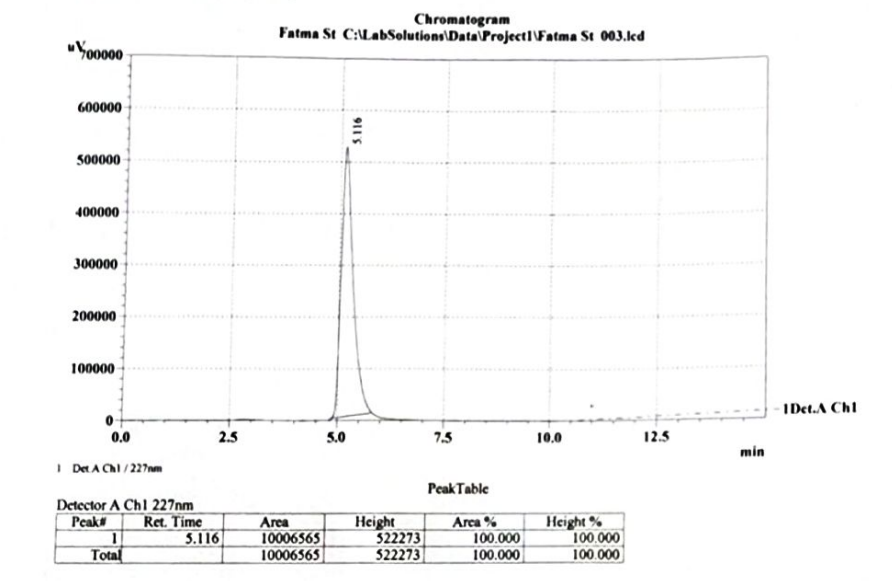 Chromatogram
Fatma St C:\LabSolutions\Data\Project1\Fatma St 003.lcd
uV
700000
600000
5.116
500000
400000
300000
200000
100000
0
1Det.A Ch1
0.0 2.5 5.0 7.5 10.0 12.5
min
1 Det.A Ch1 / 227nm
PeakTable
Detector A Ch1 227nm
Peak# Ret. Time Area Height Area % Height %
1 5.116 10006565 522273 100.000 100.000
Total 10006565 522273 100.000 100.000